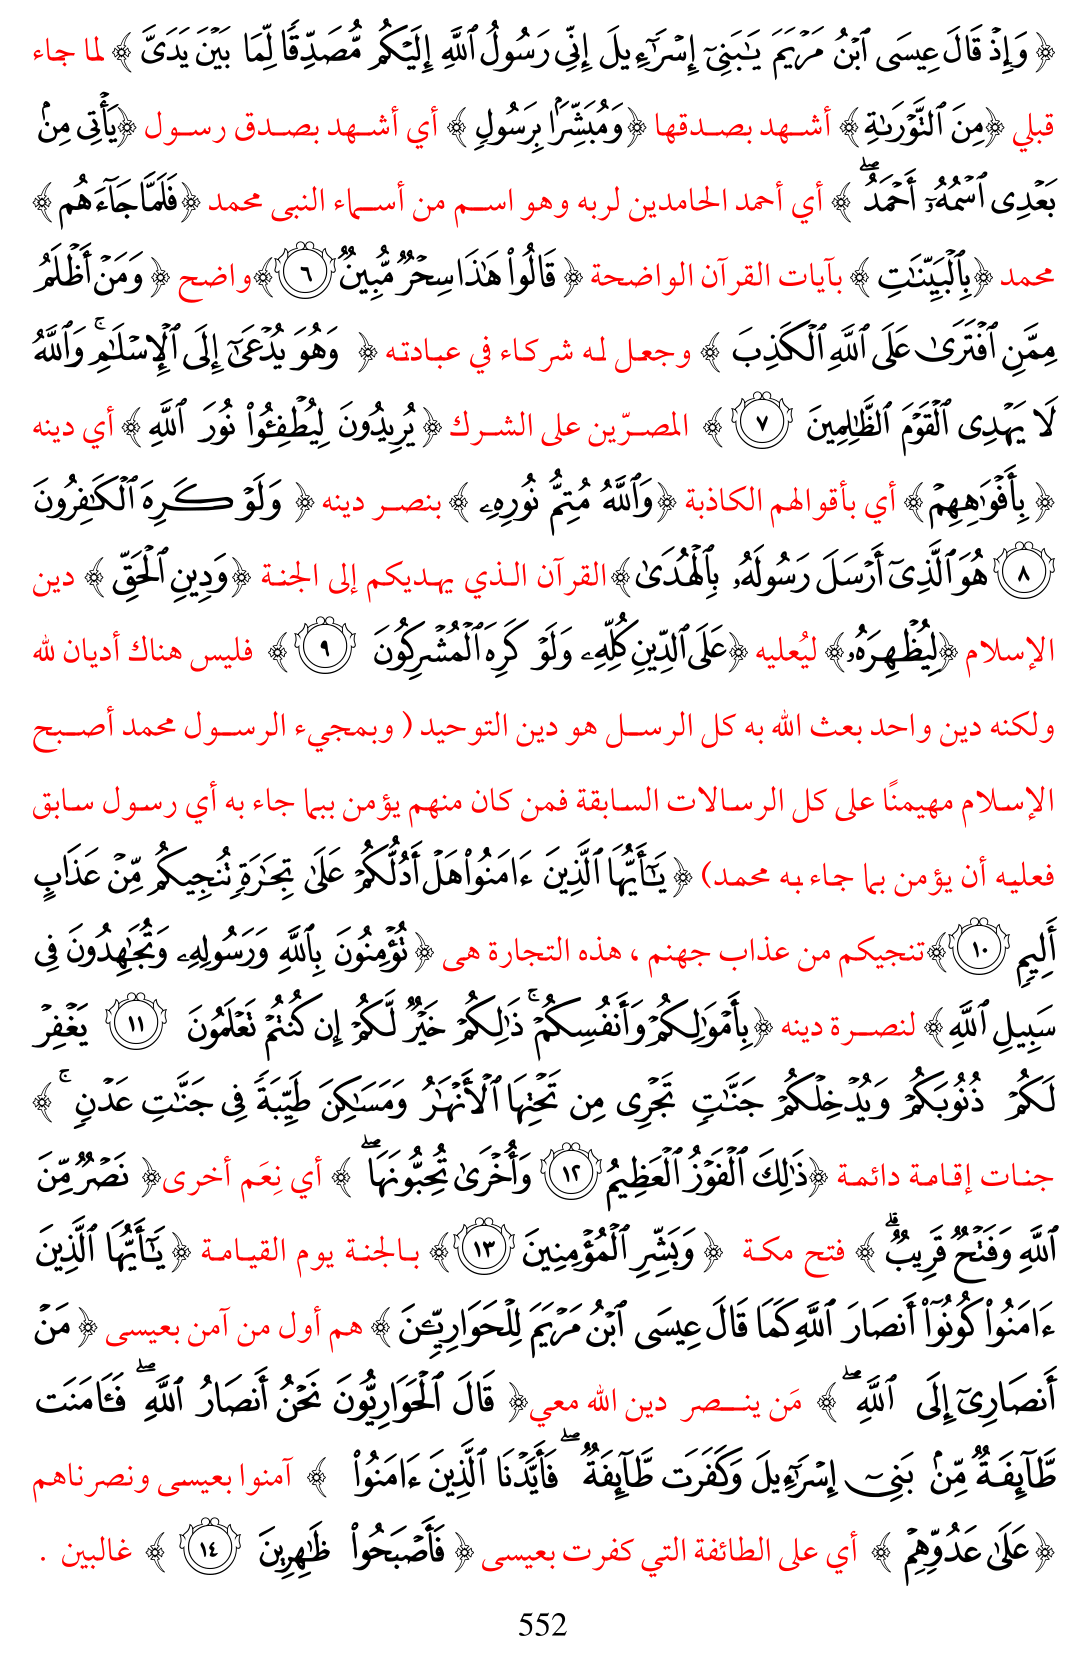 ﴿ وَإِذْ قَالَ عِيسَى ٱبْنُ مَرْيَمَ يَـٰبَنِىٓ إِسْرَٰٓءِيلَ إِنِّى رَسُولُ ٱللَّهِ إِلَيْكُم مُّصَدِّقًا لِّمَا بَيْنَ يَدَىَّ ﴾ لما جاء
قبلي ﴿مِنَ ٱلتَّوْرَىٰةِ﴾ أشهد بصدقها ﴿وَمُبَشِّرًۢا بِرَسُولٍ ﴾ أي أشهد بصدق رسول ﴿يَأْتِى مِنۢ
بَعْدِى ٱسْمُهُۥٓ أَحْمَدُ ۖ ﴾ أي أحمد الحامدين لربه وهو اسم من أسماء النبى محمد ﴿فَلَمَّا جَآءَهُم ﴾
محمد ﴿بِٱلْبَيِّنَـٰتِ ﴾ بآيات القرآن الواضحة ﴿ قَالُوا۟ هَـٰذَا سِحْرٌ مُّبِينٌ ٦﴾واضح ﴿ وَمَنْ أَظْلَمُ
مِمَّنِ ٱفْتَرَىٰ عَلَى ٱللَّهِ ٱلْكَذِبَ ﴾ وجعل له شركاء في عبادته ﴿ وَهُوَ يُدْعَىٰٓ إِلَى ٱلْإِسْلَـٰمِ ۚ وَٱللَّهُ
لَا يَهْدِى ٱلْقَوْمَ ٱلظَّـٰلِمِينَ ٧ ﴾ المصرّين على الشرك ﴿ يُرِيدُونَ لِيُطْفِـُٔوا۟ نُورَ ٱللَّهِ ﴾ أي دينه
﴿ بِأَفْوَٰهِهِمْ ﴾ أي بأقوالهم الكاذبة ﴿وَٱللَّهُ مُتِمُّ نُورِهِۦ ﴾ بنصر دينه ﴿ وَلَوْ كَرِهَ ٱلْكَـٰفِرُونَ
٨ هُوَ ٱلَّذِىٓ أَرْسَلَ رَسُولَهُۥ بِٱلْهُدَىٰ﴾القرآن الذي يهديكم إلى الجنة ﴿وَدِينِ ٱلْحَقِّ ﴾ دين
الإسلام ﴿لِيُظْهِرَهُۥ﴾ ليُعليه ﴿عَلَى ٱلدِّينِ كُلِّهِۦ وَلَوْ كَرِهَ ٱلْمُشْرِكُونَ ٩ ﴾ فليس هناك أديان لله
ولكنه دين واحد بعث الله به كل الرسل هو دين التوحيد ( وبمجيء الرسول محمد أصبح
الإسلام مهيمنًا على كل الرسالات السابقة فمن كان منهم يؤمن بما جاء به أي رسول سابق
فعليه أن يؤمن بما جاء به محمد) ﴿ يَـٰٓأَيُّهَا ٱلَّذِينَ ءَامَنُوا۟ هَلْ أَدُلُّكُمْ عَلَىٰ تِجَـٰرَةٍ تُنجِيكُم مِّنْ عَذَابٍ
أَلِيمٍ ١٠ ﴾تنجيكم من عذاب جهنم ، هذه التجارة هى ﴿ تُؤْمِنُونَ بِٱللَّهِ وَرَسُولِهِۦ وَتُجَـٰهِدُونَ فِى
سَبِيلِ ٱللَّهِ ﴾ لنصرة دينه ﴿بِأَمْوَٰلِكُمْ وَأَنفُسِكُمْ ۚ ذَٰلِكُمْ خَيْرٌ لَّكُمْ إِن كُنتُمْ تَعْلَمُونَ ١١ يَغْفِرْ
لَكُمْ ذُنُوبَكُمْ وَيُدْخِلْكُمْ جَنَّـٰتٍ تَجْرِى مِن تَحْتِهَا ٱلْأَنْهَـٰرُ وَمَسَـٰكِنَ طَيِّبَةً فِى جَنَّـٰتِ عَدْنٍ ۚ ﴾
جنات إقامة دائمة ﴿ذَٰلِكَ ٱلْفَوْزُ ٱلْعَظِيمُ ١٢ وَأُخْرَىٰ تُحِبُّونَهَا ۖ ﴾ أي نِعَم أخرى﴿ نَصْرٌ مِّنَ
ٱللَّهِ وَفَتْحٌ قَرِيبٌ ۗ ﴾ فتح مكة ﴿ وَبَشِّرِ ٱلْمُؤْمِنِينَ ١٣ ﴾ بالجنة يوم القيامة ﴿ يَـٰٓأَيُّهَا ٱلَّذِينَ
ءَامَنُوا۟ كُونُوٓا۟ أَنصَارَ ٱللَّهِ كَمَا قَالَ عِيسَى ٱبْنُ مَرْيَمَ لِلْحَوَارِيِّـۧنَ ﴾ هم أول من آمن بعيسى ﴿ مَنْ
أَنصَارِىٓ إِلَى ٱللَّهِ ۖ ﴾ مَن ينصر دين الله معي﴿ قَالَ ٱلْحَوَارِيُّونَ نَحْنُ أَنصَارُ ٱللَّهِ ۖ فَـَٔامَنَت
طَّآئِفَةٌ مِّنۢ بَنِىٓ إِسْرَٰٓءِيلَ وَكَفَرَت طَّآئِفَةٌ ۖ فَأَيَّدْنَا ٱلَّذِينَ ءَامَنُوا۟ ﴾ آمنوا بعيسى ونصرناهم
﴿عَلَىٰ عَدُوِّهِمْ ﴾ أي على الطائفة التي كفرت بعيسى ﴿ فَأَصْبَحُوا۟ ظَـٰهِرِينَ ١٤ ﴾ غالبين .
552